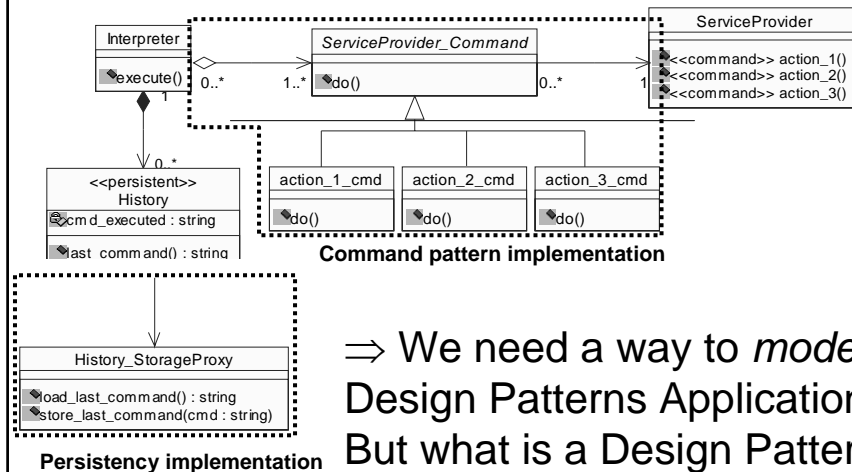 Interpreter
execute()
ServiceProvider_Command
do()
ServiceProvider
<<command>> action_1()
<<command>> action_2()
<<command>> action_3()
0..*
1..*
0..*
1
1
0..*
<<persistent>>
History
cmd_executed : string
last_command() : string
action_1_cmd
do()
action_2_cmd
do()
action_3_cmd
do()
Command pattern implementation
History_StorageProxy
load_last_command() : string
store_last_command(cmd : string)
Persistency implementation
⇒ We need a way to mode
Design Patterns Application
But what is a Design Patter